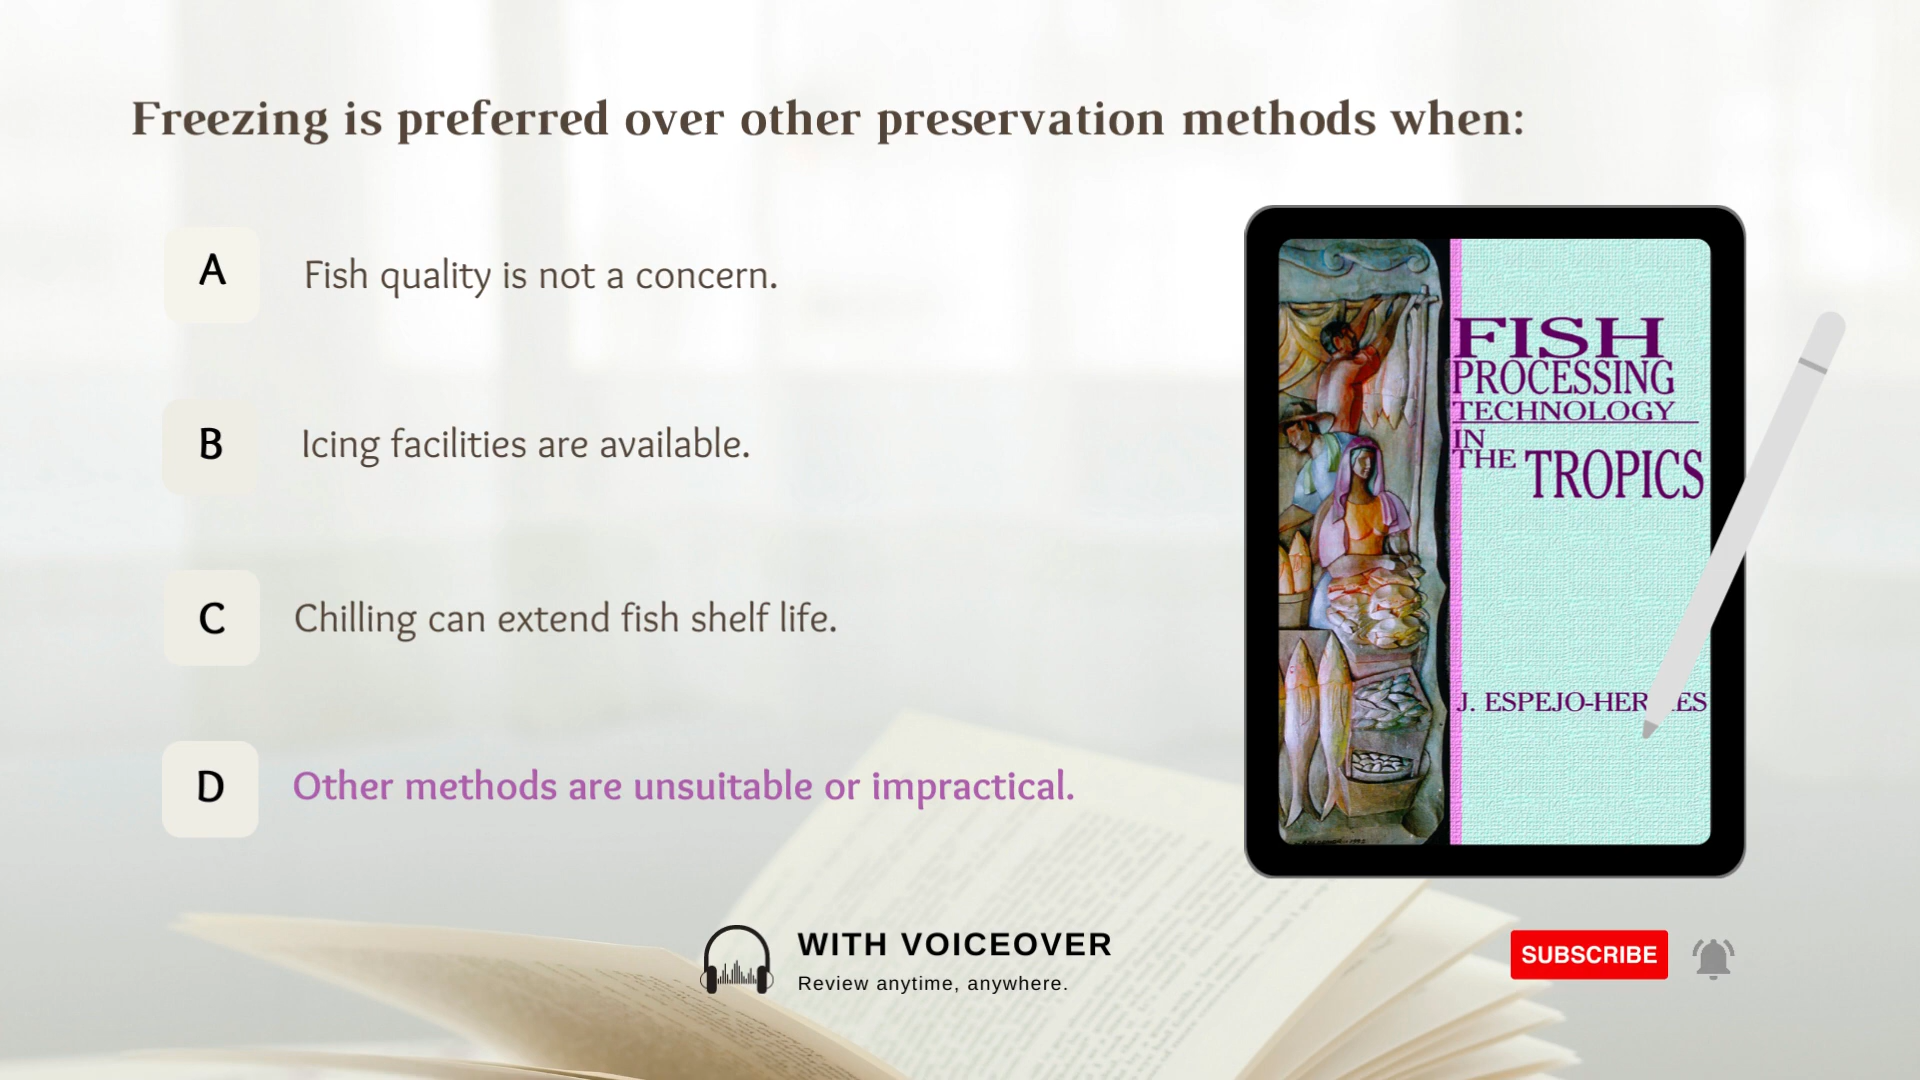 Freezing is preferred over other preservation methods when:
A
Fish quality is not a concern.
B
Icing facilities are available.
C
Chilling can extend fish shelf life.
D
Other methods are unsuitable or impractical.
FISH
PROCESSING
TECHNOLOGY
IN
THE TROPICS
J.
WITH VOICEOVER
Review anytime, anywhere.
SUBSCRIBE